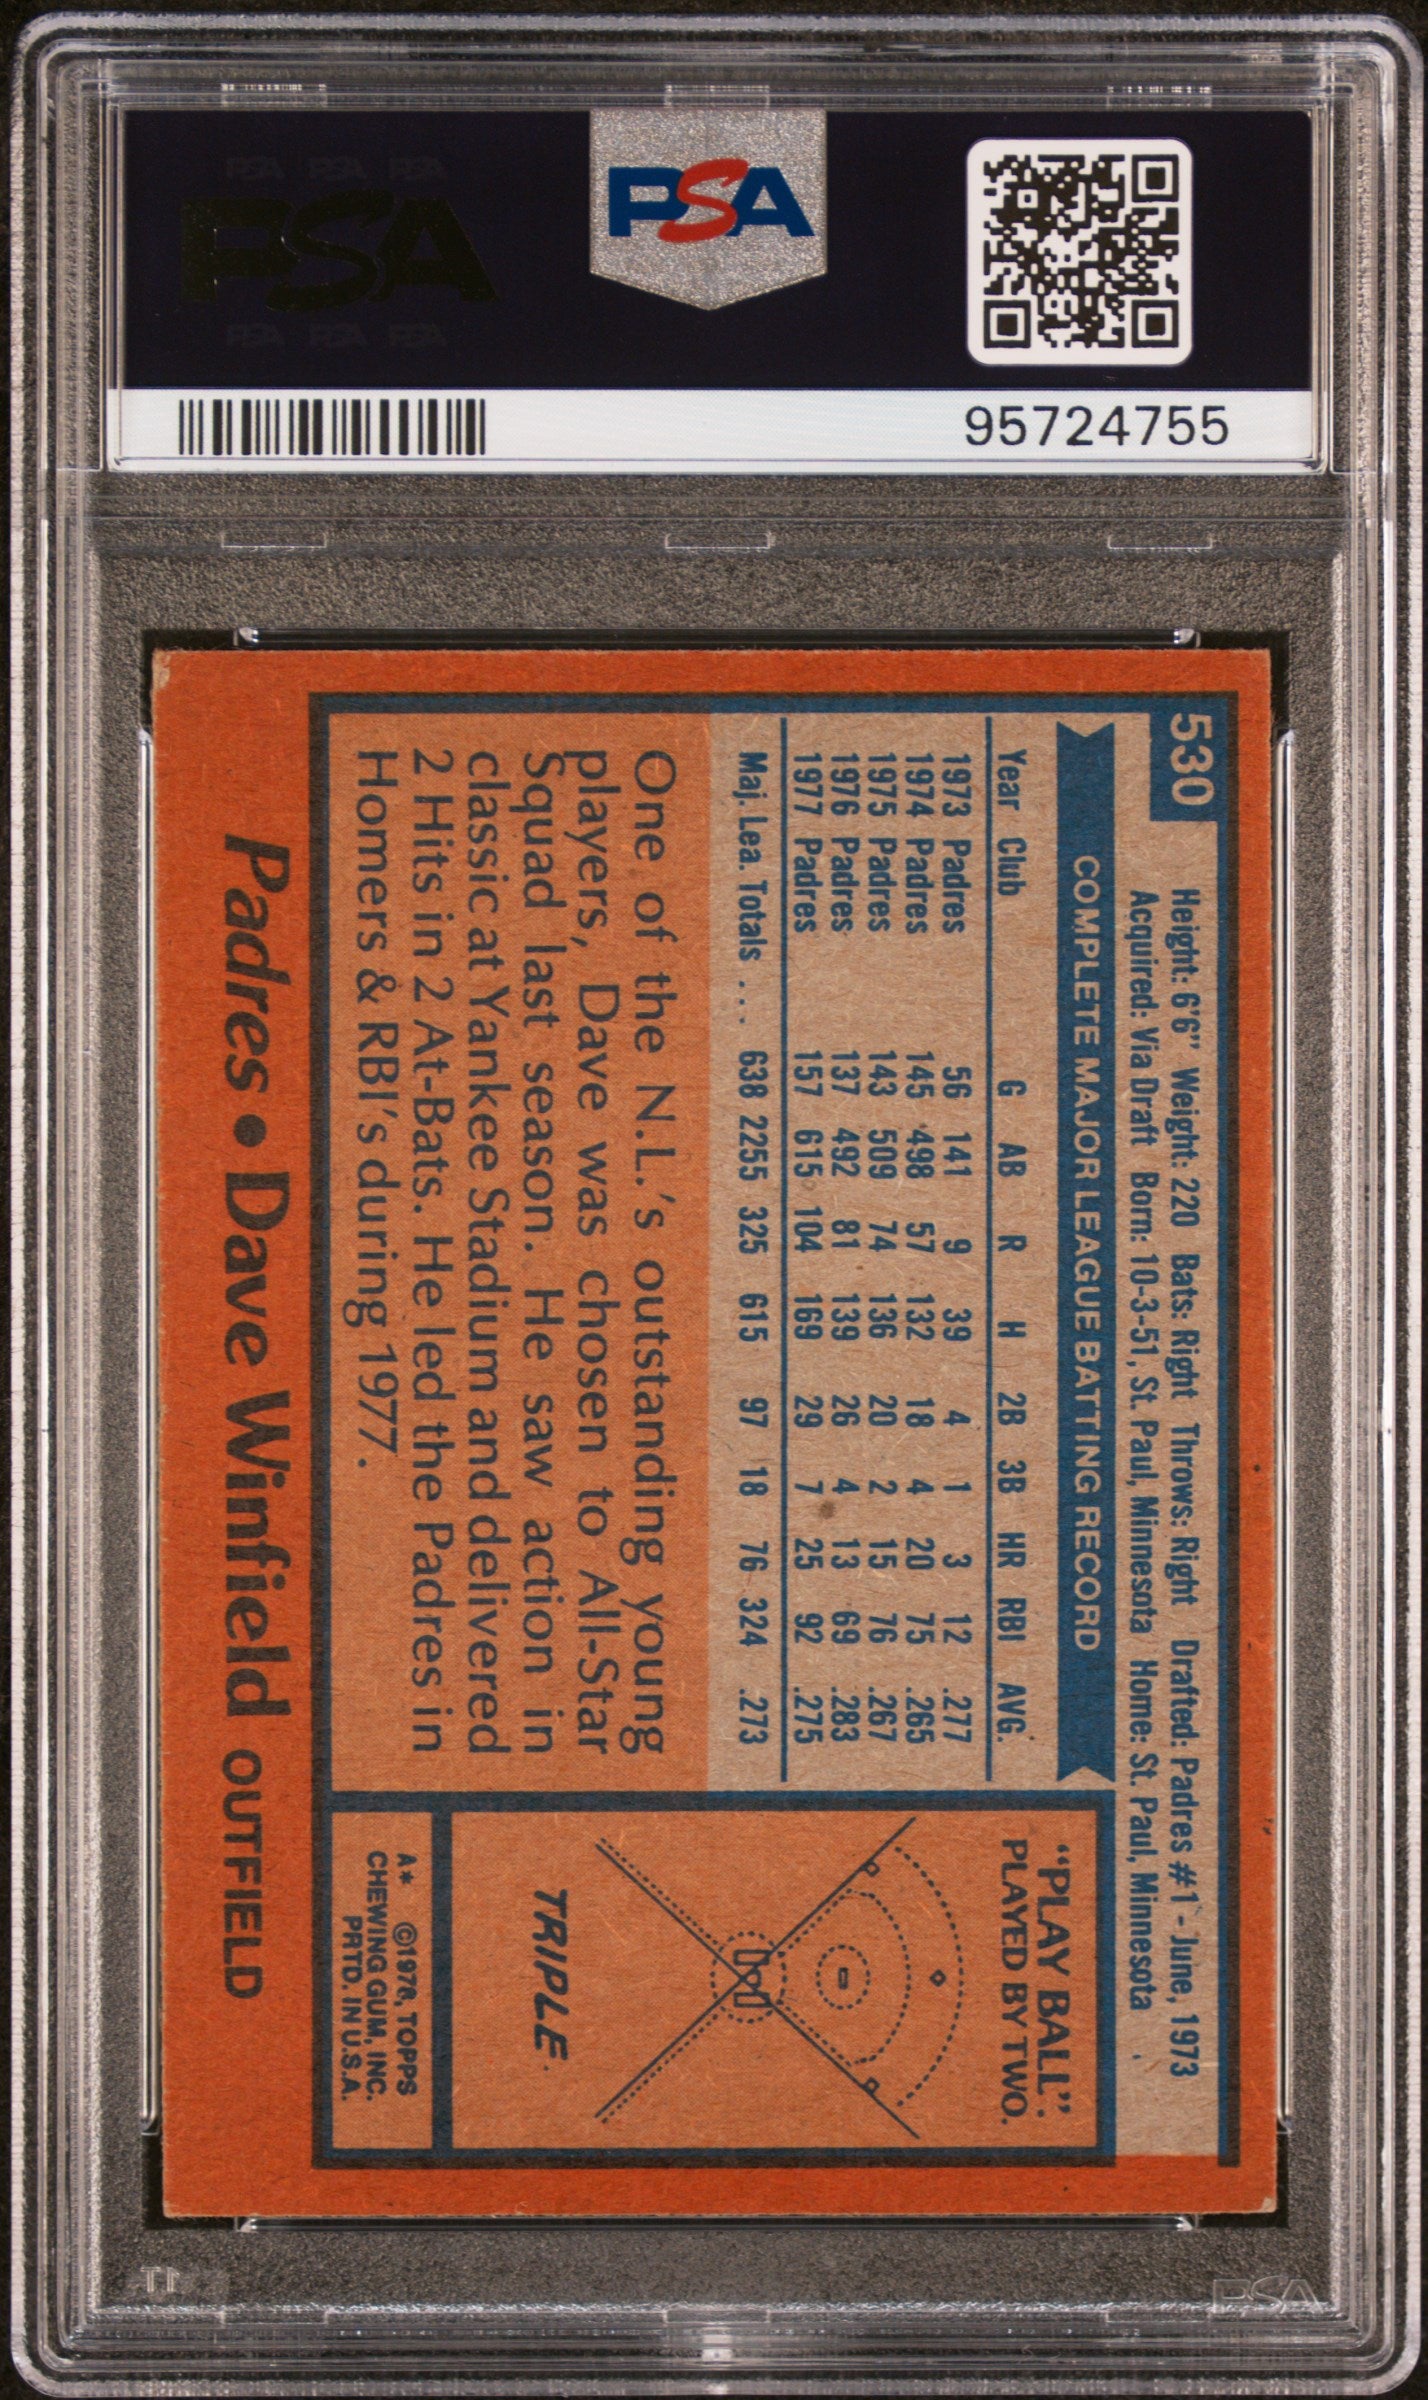 PSA PSA PSA
PSA
PSA PSA PSA
PSA
95724755
530
Height: 6'6" Weight: 220 Bats: Right Throws: Right Drafted: Padres #1 - June, 1973
Acquired: Via Draft Born: 10-3-51, St. Paul, Minnesota Home: St. Paul, Minnesota
COMPLETE MAJOR LEAGUE BATTING RECORD
Year Club G AB R H 2B 3B HR RBI AVG.
1973 Padres 56 141 9 39 4 1 3 12 .277
1974 Padres 145 498 57 132 18 4 20 75 .265
1975 Padres 143 509 74 136 20 2 15 76 .267
1976 Padres 137 492 81 139 26 4 13 69 .283
1977 Padres 157 615 104 169 29 7 25 92 .275
Maj. Lea. Totals ... 638 2255 325 615 97 18 76 324 .273
One of the N.L.'s outstanding young
players, Dave was chosen to All-Star
Squad last season. He saw action in
classic at Yankee Stadium and delivered
2 Hits in 2 At-Bats. He led the Padres in
Homers & RBI's during 1977.
"PLAY BALL":
PLAYED BY TWO.
TRIPLE
A* ©1978, TOPPS
CHEWING GUM, INC.
PRTD. IN U.S.A.
Padres • Dave Winfield OUTFIELD
PSA